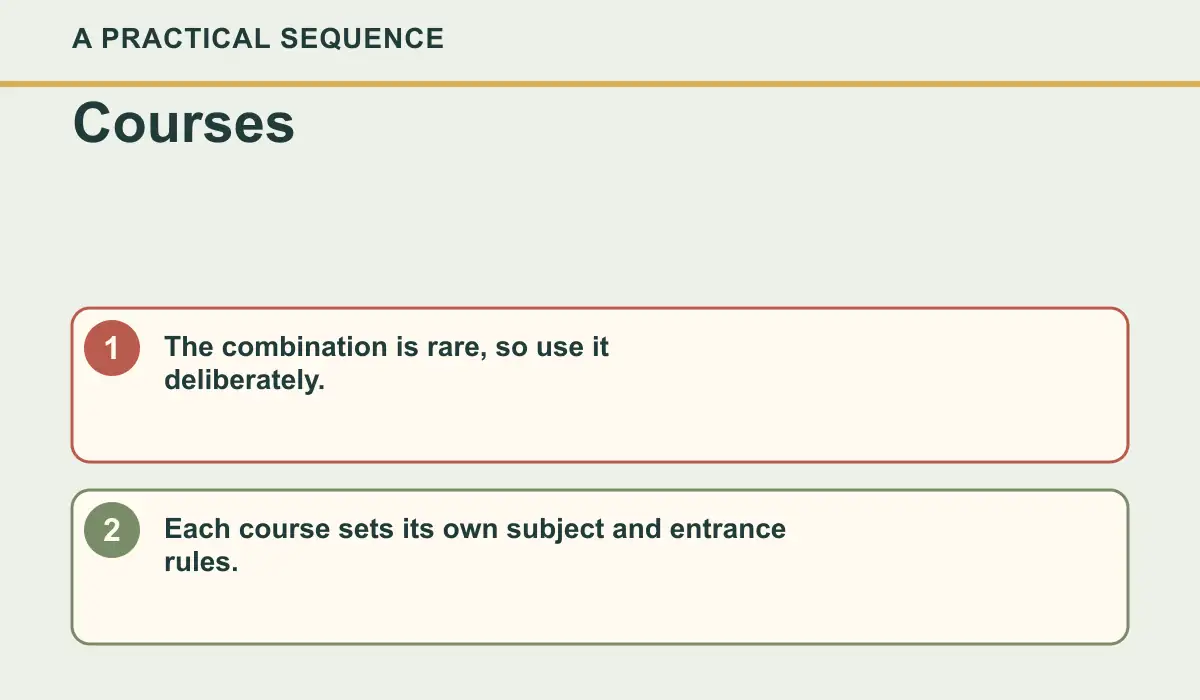 A PRACTICAL SEQUENCE
Courses
1
The combination is rare, so use it
deliberately.
2
Each course sets its own subject and entrance
rules.